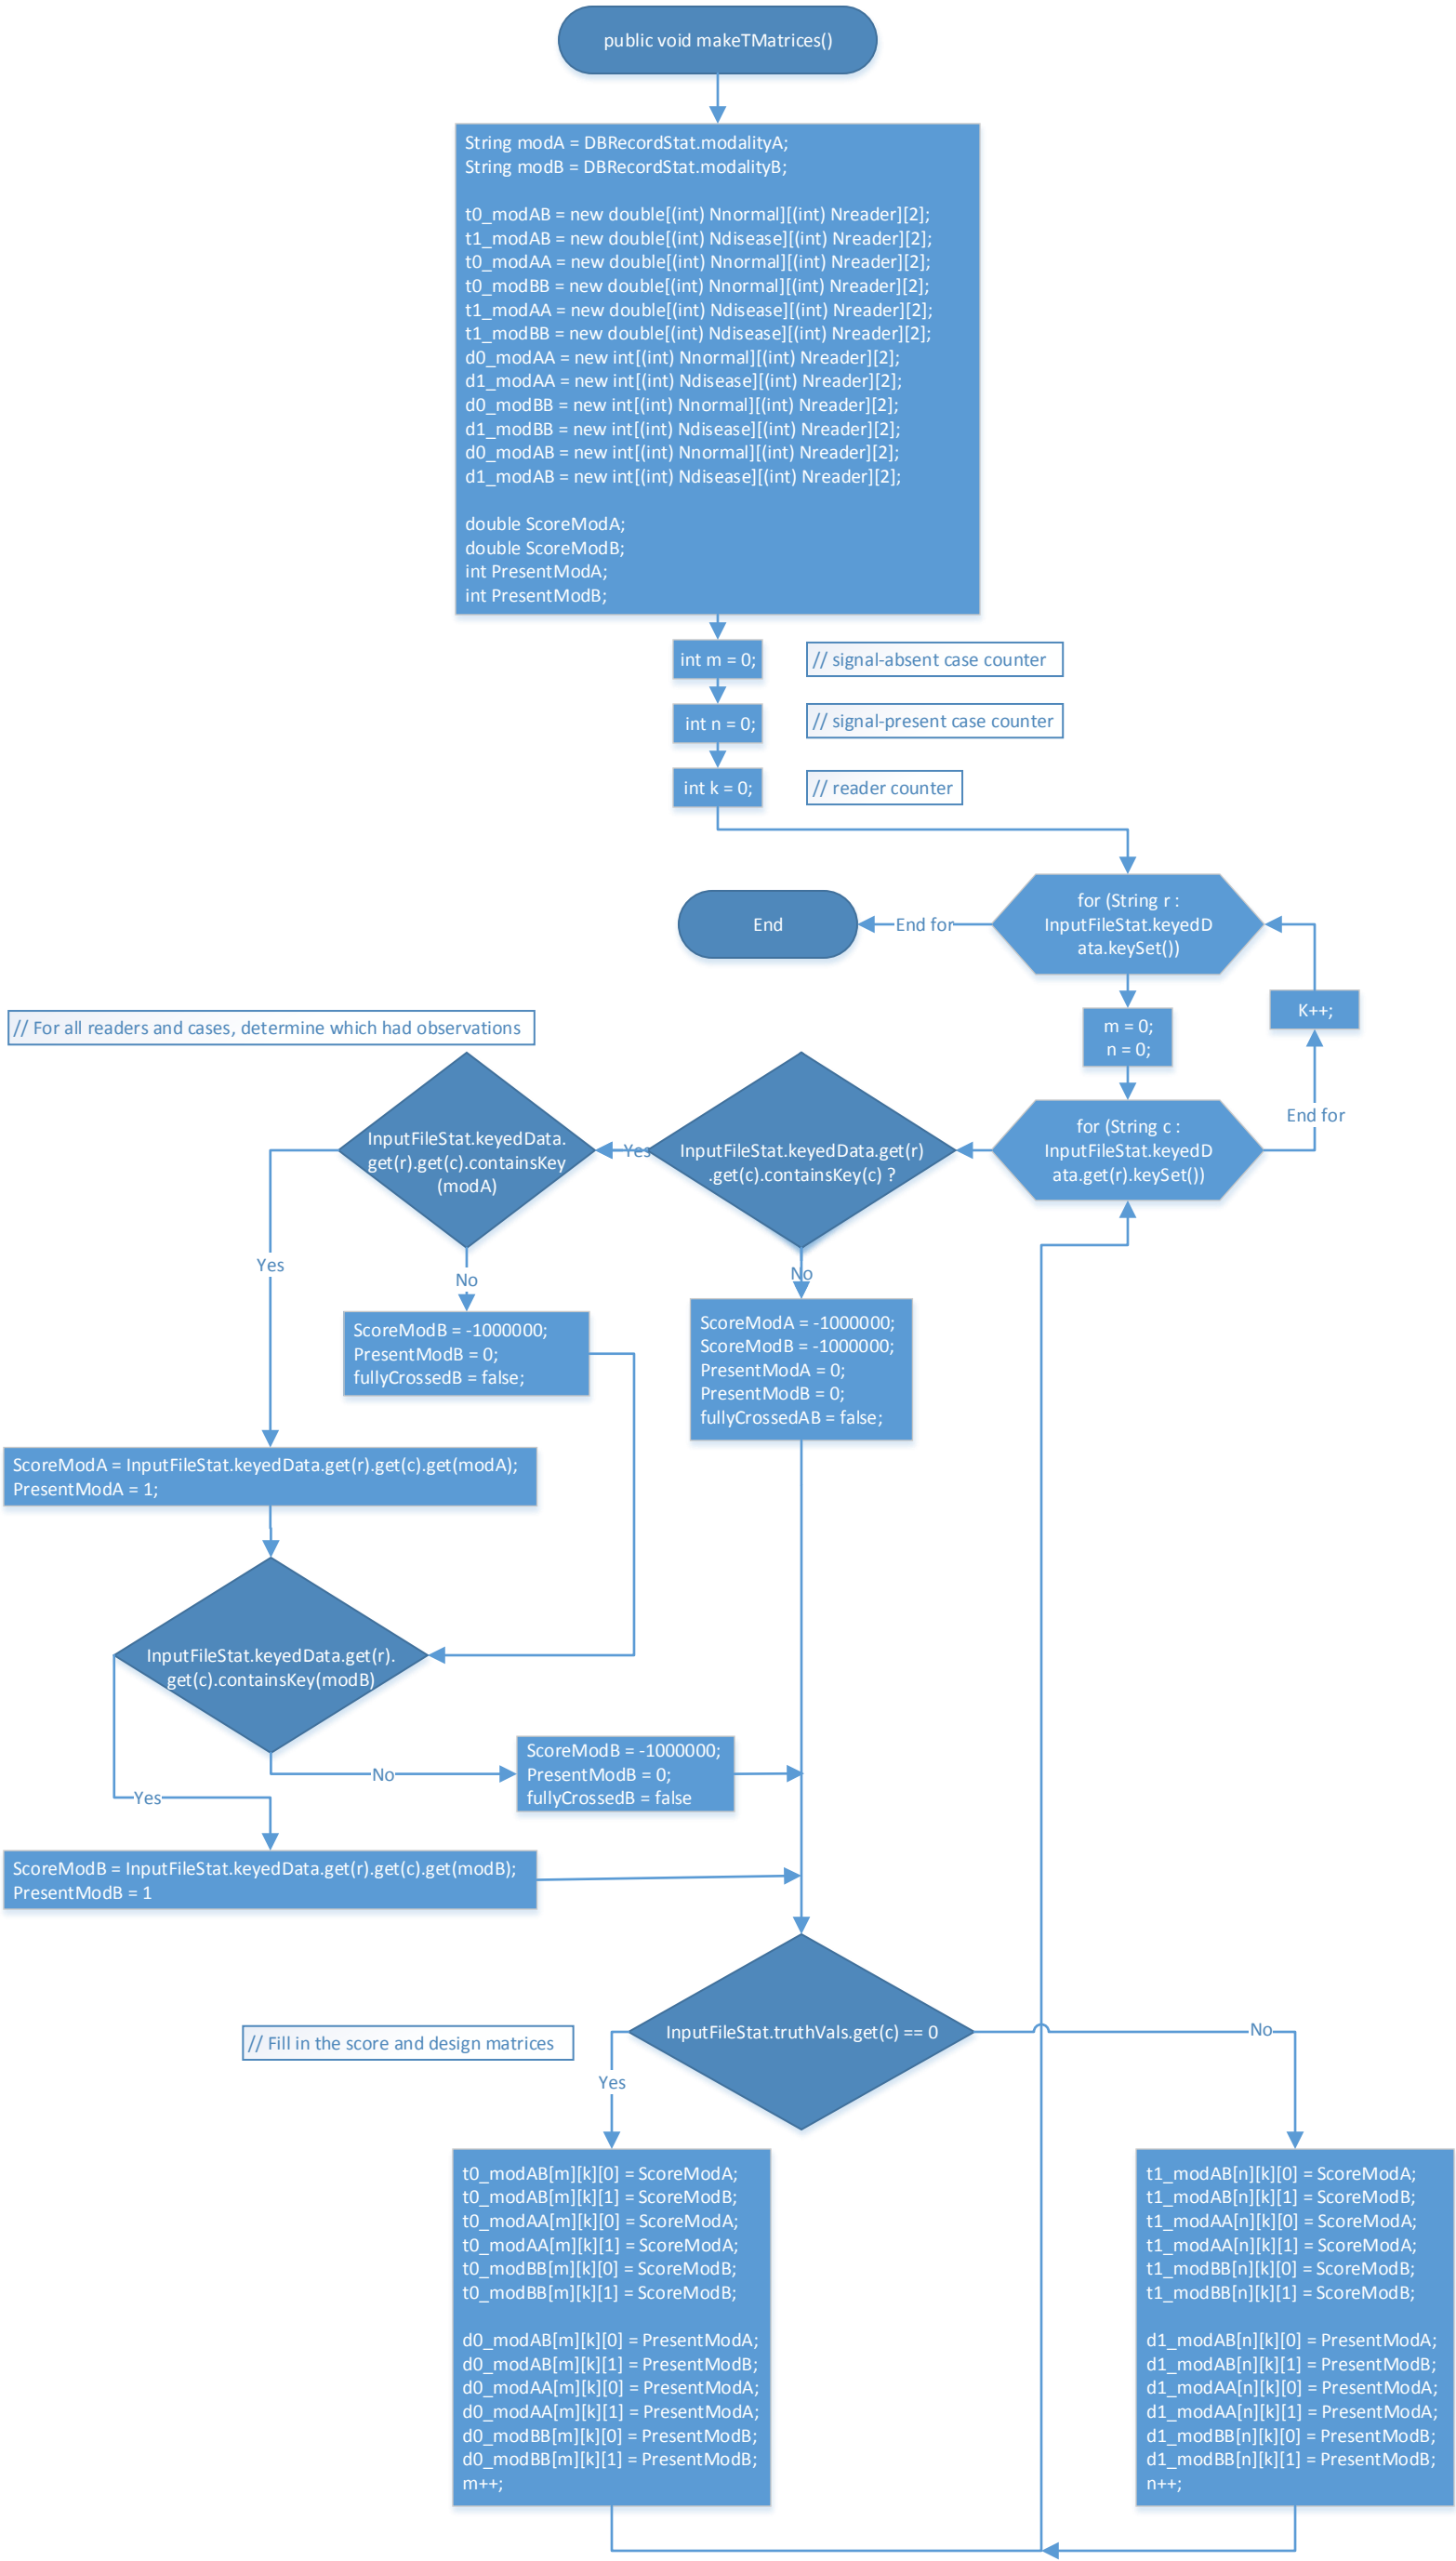 public void makeTMatrices()
String modA = DBRecordStat.modalityA;
String modB = DBRecordStat.modalityB;
t0_modAB = new double[(int) Nnormal][(int) Nreader][2];
t1_modAB = new double[(int) Ndisease][(int) Nreader][2];
t0_modAA = new double[(int) Nnormal][(int) Nreader][2];
t0_modBB = new double[(int) Nnormal][(int) Nreader][2];
t1_modAA = new double[(int) Ndisease][(int) Nreader][2];
t1_modBB = new double[(int) Ndisease][(int) Nreader][2];
d0_modAA = new int[(int) Nnormal][(int) Nreader][2];
d1_modAA = new int[(int) Ndisease][(int) Nreader][2];
d0_modBB = new int[(int) Nnormal][(int) Nreader][2];
d1_modBB = new int[(int) Ndisease][(int) Nreader][2];
d0_modAB = new int[(int) Nnormal][(int) Nreader][2];
d1_modAB = new int[(int) Ndisease][(int) Nreader][2];
double ScoreModA;
double ScoreModB;
int PresentModA;
int PresentModB;
int m = 0;
// signal-absent case counter
int n = 0;
// signal-present case counter
int k = 0;
// reader counter
for (String r :
InputFileStat.keyedD
ata.keySet())
End for
End
m = 0;
n = 0;
K++;
End for
// For all readers and cases, determine which had observations
for (String c :
InputFileStat.keyedD
ata.get(r).keySet())
InputFileStat.keyedData.get(r)
.get(c).containsKey(c) ?
Yes
InputFileStat.keyedData.
get(r).get(c).containsKey
(modA)
Yes
No
No
ScoreModB = -1000000;
PresentModB = 0;
fullyCrossedB = false;
ScoreModA = -1000000;
ScoreModB = -1000000;
PresentModA = 0;
PresentModB = 0;
fullyCrossedAB = false;
ScoreModA = InputFileStat.keyedData.get(r).get(c).get(modA);
PresentModA = 1;
InputFileStat.keyedData.get(r).
get(c).containsKey(modB)
No
ScoreModB = -1000000;
PresentModB = 0;
fullyCrossedB = false
Yes
ScoreModB = InputFileStat.keyedData.get(r).get(c).get(modB);
PresentModB = 1
InputFileStat.truthVals.get(c) == 0
// Fill in the score and design matrices
Yes
No
t0_modAB[m][k][0] = ScoreModA;
t0_modAB[m][k][1] = ScoreModB;
t0_modAA[m][k][0] = ScoreModA;
t0_modAA[m][k][1] = ScoreModA;
t0_modBB[m][k][0] = ScoreModB;
t0_modBB[m][k][1] = ScoreModB;
d0_modAB[m][k][0] = PresentModA;
d0_modAB[m][k][1] = PresentModB;
d0_modAA[m][k][0] = PresentModA;
d0_modAA[m][k][1] = PresentModA;
d0_modBB[m][k][0] = PresentModB;
d0_modBB[m][k][1] = PresentModB;
m++;
t1_modAB[n][k][0] = ScoreModA;
t1_modAB[n][k][1] = ScoreModB;
t1_modAA[n][k][0] = ScoreModA;
t1_modAA[n][k][1] = ScoreModA;
t1_modBB[n][k][0] = ScoreModB;
t1_modBB[n][k][1] = ScoreModB;
d1_modAB[n][k][0] = PresentModA;
d1_modAB[n][k][1] = PresentModB;
d1_modAA[n][k][0] = PresentModA;
d1_modAA[n][k][1] = PresentModA;
d1_modBB[n][k][0] = PresentModB;
d1_modBB[n][k][1] = PresentModB;
n++;